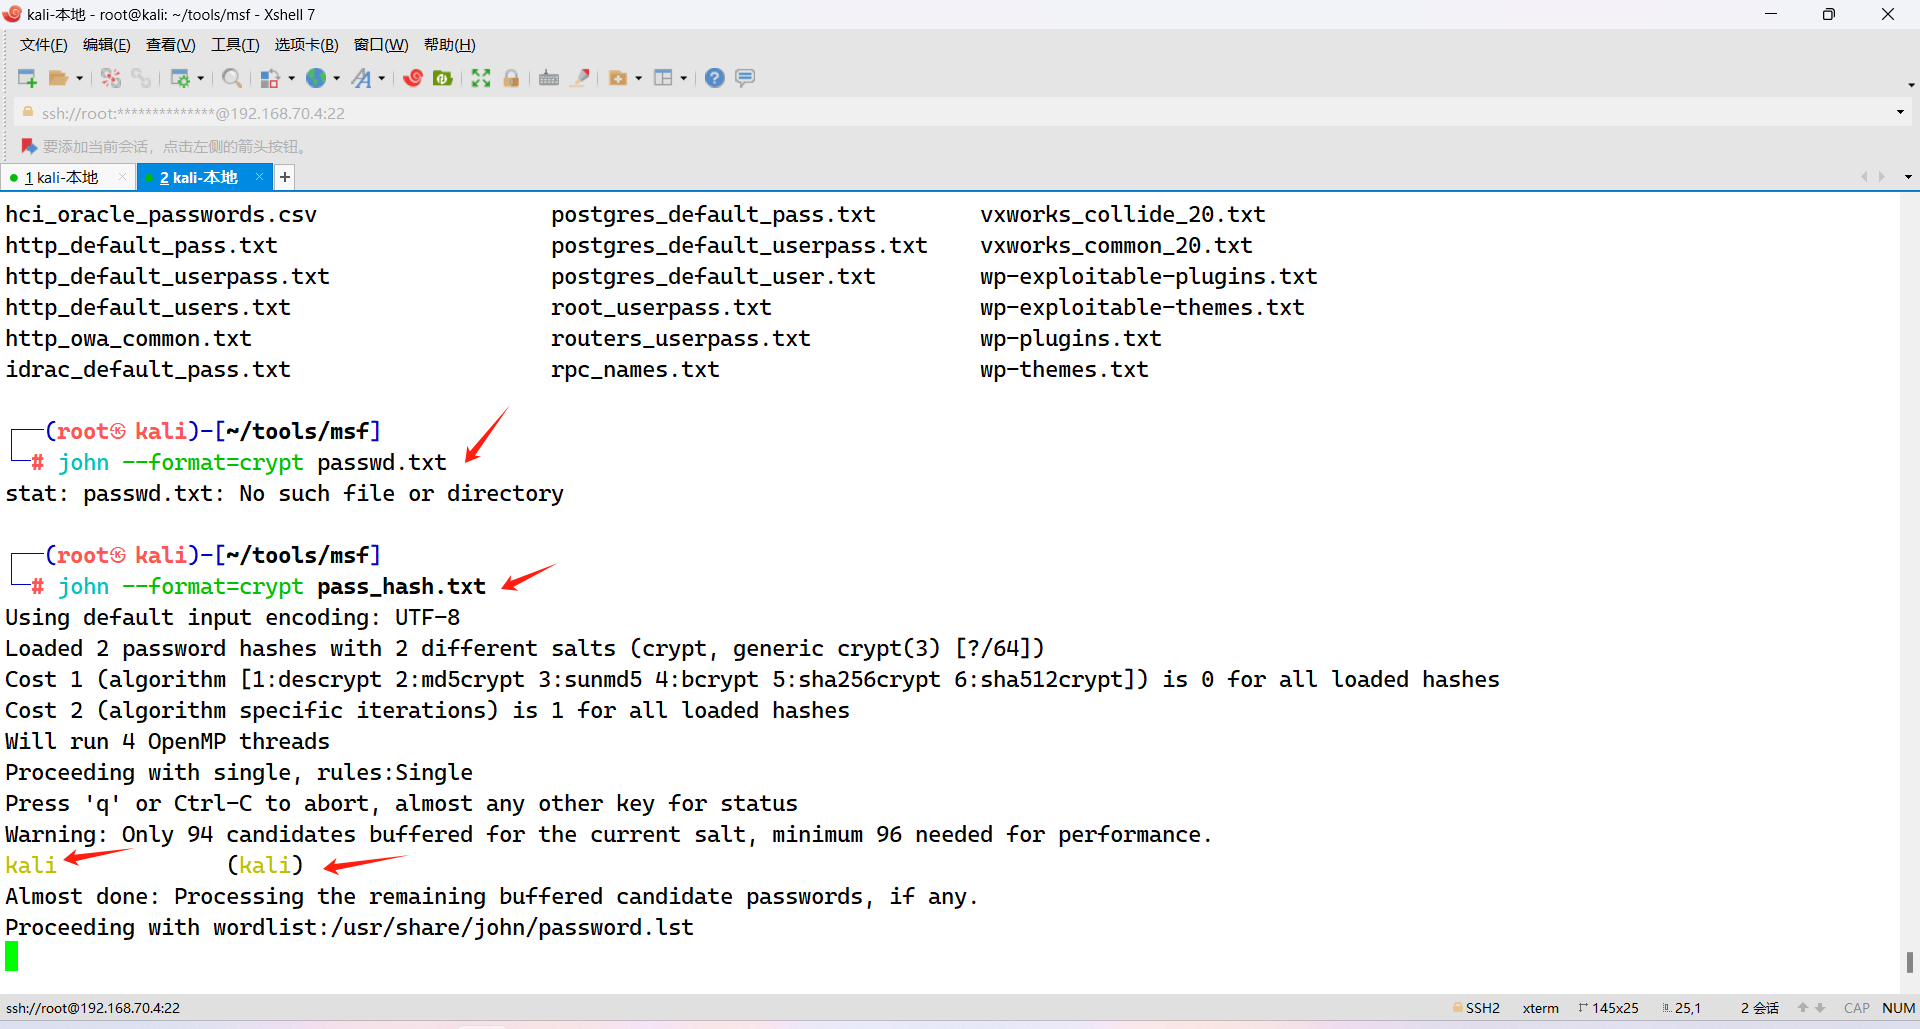 kali-本地 - root@kali: ~/tools/msf - Xshell 7
文件(F) 编辑(E) 查看(V) 工具(T) 选项卡(B) 窗口(W) 帮助(H)
ssh://root:**************@192.168.70.4:22
要添加当前会话，点击左侧的箭头按钮。
1 kali-本地 × 2 kali-本地 × +
hci_oracle_passwords.csv postgres_default_pass.txt vxworks_collide_20.txt
http_default_pass.txt postgres_default_userpass.txt vxworks_common_20.txt
http_default_userpass.txt postgres_default_user.txt wp-exploitable-plugins.txt
http_default_users.txt root_userpass.txt wp-exploitable-themes.txt
http_owa_common.txt routers_userpass.txt wp-plugins.txt
idrac_default_pass.txt rpc_names.txt wp-themes.txt
┌──(root㉿kali)-[~/tools/msf]
└─# john --format=crypt passwd.txt
stat: passwd.txt: No such file or directory
┌──(root㉿kali)-[~/tools/msf]
└─# john --format=crypt pass_hash.txt
Using default input encoding: UTF-8
Loaded 2 password hashes with 2 different salts (crypt, generic crypt(3) [?/64])
Cost 1 (algorithm [1:descrypt 2:md5crypt 3:sunmd5 4:bcrypt 5:sha256crypt 6:sha512crypt]) is 0 for all loaded hashes
Cost 2 (algorithm specific iterations) is 1 for all loaded hashes
Will run 4 OpenMP threads
Proceeding with single, rules:Single
Press 'q' or Ctrl-C to abort, almost any other key for status
Warning: Only 94 candidates buffered for the current salt, minimum 96 needed for performance.
kali (kali)
Almost done: Processing the remaining buffered candidate passwords, if any.
Proceeding with wordlist:/usr/share/john/password.lst
ssh://root@192.168.70.4:22 SSH2 xterm 145x25 25,1 2 会话 CAP NUM